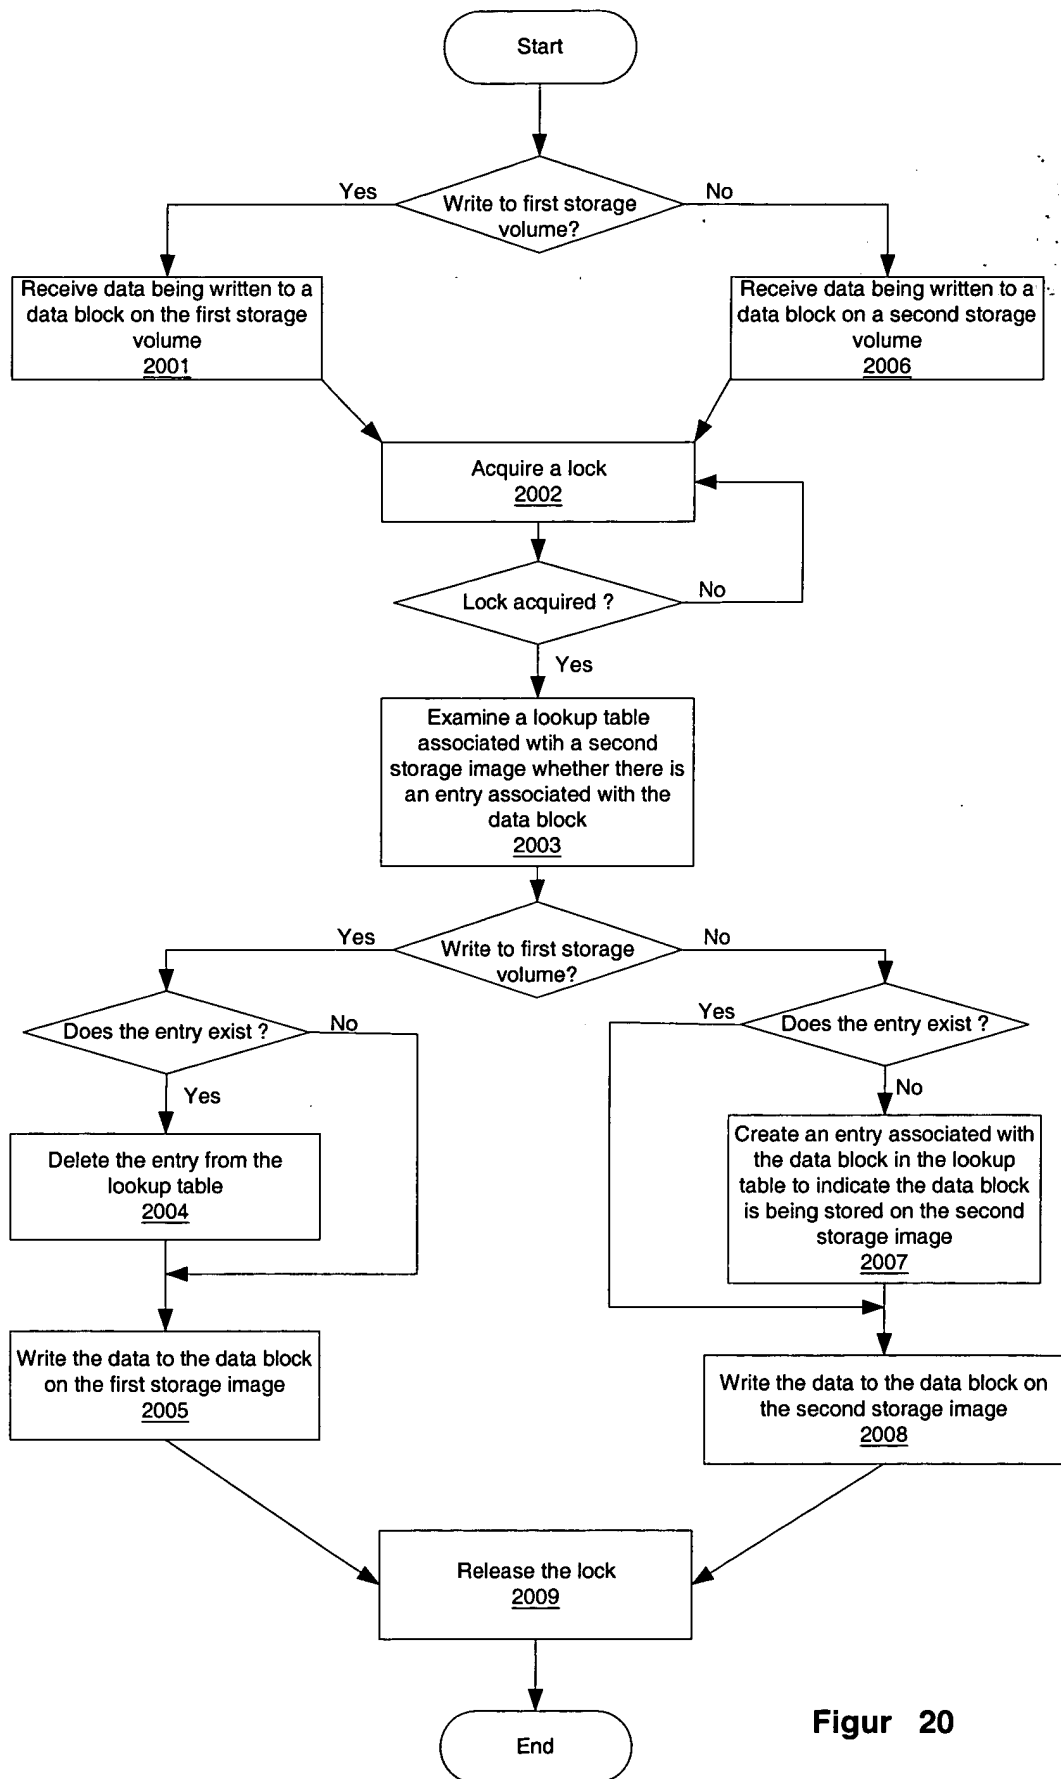 Start
Write to first storage
volume?
Yes
No
Receive data being written to a
data block on the first storage
volume
2001
Receive data being written to a
data block on a second storage
volume
2006
Acquire a lock
2002
Lock acquired ?
No
Yes
Examine a lookup table
associated wtih a second
storage image whether there is
an entry associated with the
data block
2003
Write to first storage
volume?
Yes
No
Does the entry exist ?
No
Yes
Does the entry exist ?
Yes
No
Delete the entry from the
lookup table
2004
Create an entry associated with
the data block in the lookup
table to indicate the data block
is being stored on the second
storage image
2007
Write the data to the data block
on the first storage image
2005
Write the data to the data block on
the second storage image
2008
Release the lock
2009
End
Figur 20